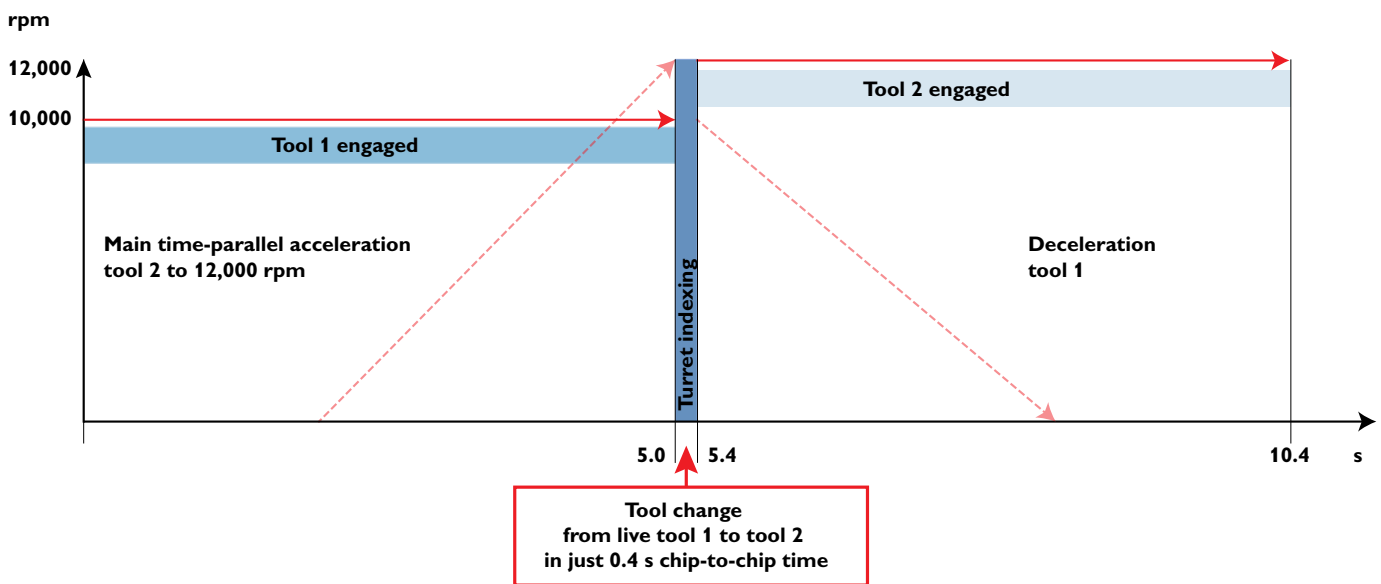 rpm
12,000
10,000
Tool 2 engaged
Tool 1 engaged
Main time-parallel acceleration
tool 2 to 12,000 rpm
Deceleration
tool 1
Turret indexing
5.0
5.4
10.4
s
Tool change
from live tool 1 to tool 2
in just 0.4 s chip-to-chip time